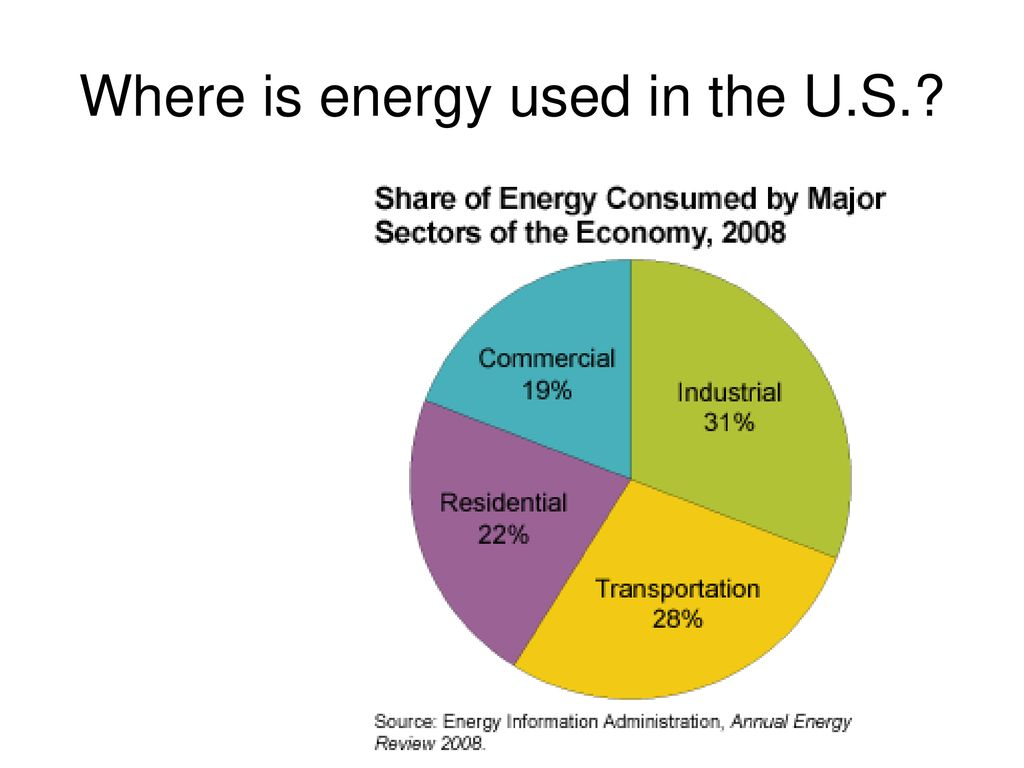 Where is energy used in the U.S.?
Share of Energy Consumed by Major
Sectors of the Economy, 2008
Commercial
19%
Industrial
31%
Residential
22%
Transportation
28%
Source: Energy Information Administration, Annual Energy
Review 2008.